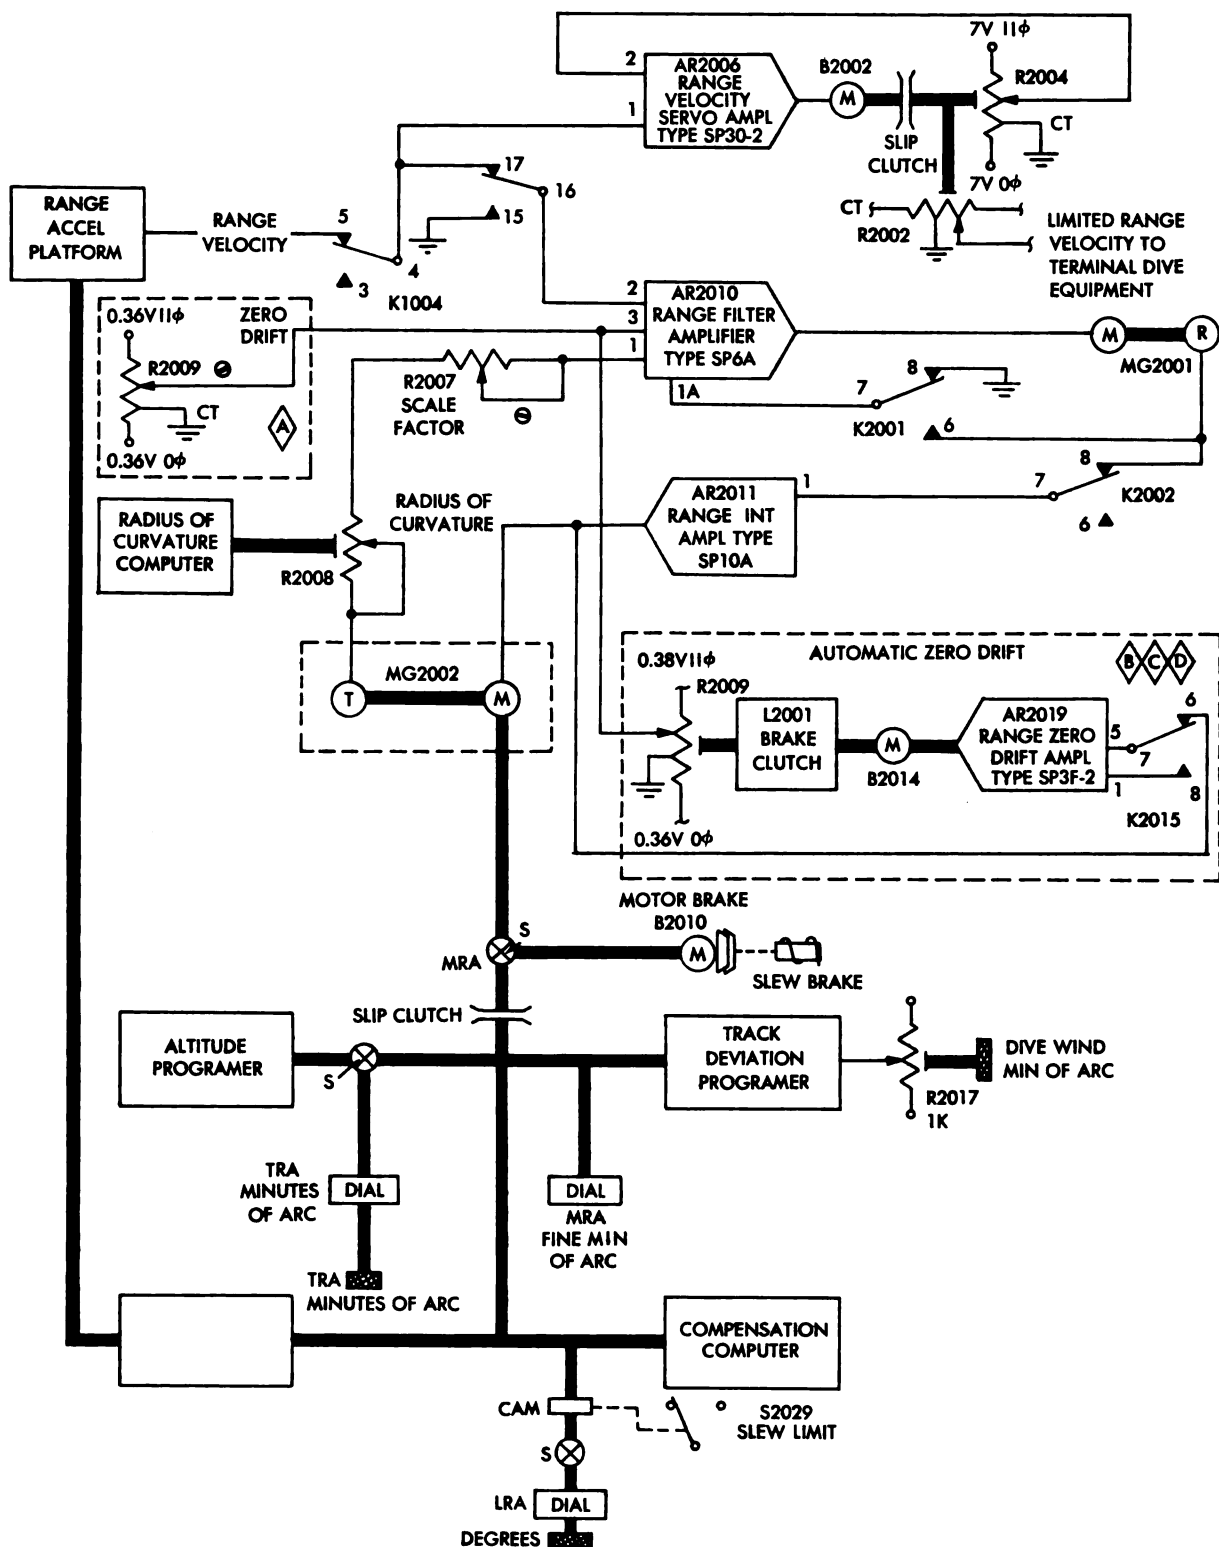 7V II ϕ
2
AR2006
RANGE
VELOCITY
SERVO AMPL
TYPE SP30-2
B2002
M
R2004
1
SLIP
CLUTCH
CT
7V 0ϕ
17
16
15
RANGE
ACCEL
PLATFORM
RANGE
VELOCITY
5
4
3
K1004
CT
R2002
LIMITED RANGE
VELOCITY TO
TERMINAL DIVE
EQUIPMENT
2
3
1
AR2010
RANGE FILTER
AMPLIFIER
TYPE SP6A
1A
M
R
MG2001
0.36VIIϕ
ZERO
DRIFT
R2009
CT
A
0.36V 0ϕ
R2007
SCALE
FACTOR
8
7
K2001
6
8
7
K2002
6
1
AR2011
RANGE INT
AMPL TYPE
SP10A
RADIUS OF
CURVATURE
COMPUTER
RADIUS OF
CURVATURE
R2008
MG2002
T
M
AUTOMATIC ZERO DRIFT
B C D
0.38VIIϕ
R2009
L2001
BRAKE
CLUTCH
M
B2014
AR2019
RANGE ZERO
DRIFT AMPL
TYPE SP3F-2
5
1
6
7
8
K2015
0.36V 0ϕ
MOTOR BRAKE
B2010
M
SLEW BRAKE
S
MRA
SLIP CLUTCH
ALTITUDE
PROGRAMER
S
TRACK
DEVIATION
PROGRAMER
DIVE WIND
MIN OF ARC
R2017
1K
TRA
MINUTES
OF ARC
DIAL
DIAL
MRA
FINE MIN
OF ARC
TRA
MINUTES OF ARC
COMPENSATION
COMPUTER
CAM
S2029
SLEW LIMIT
S
LRA
DIAL
DEGREES